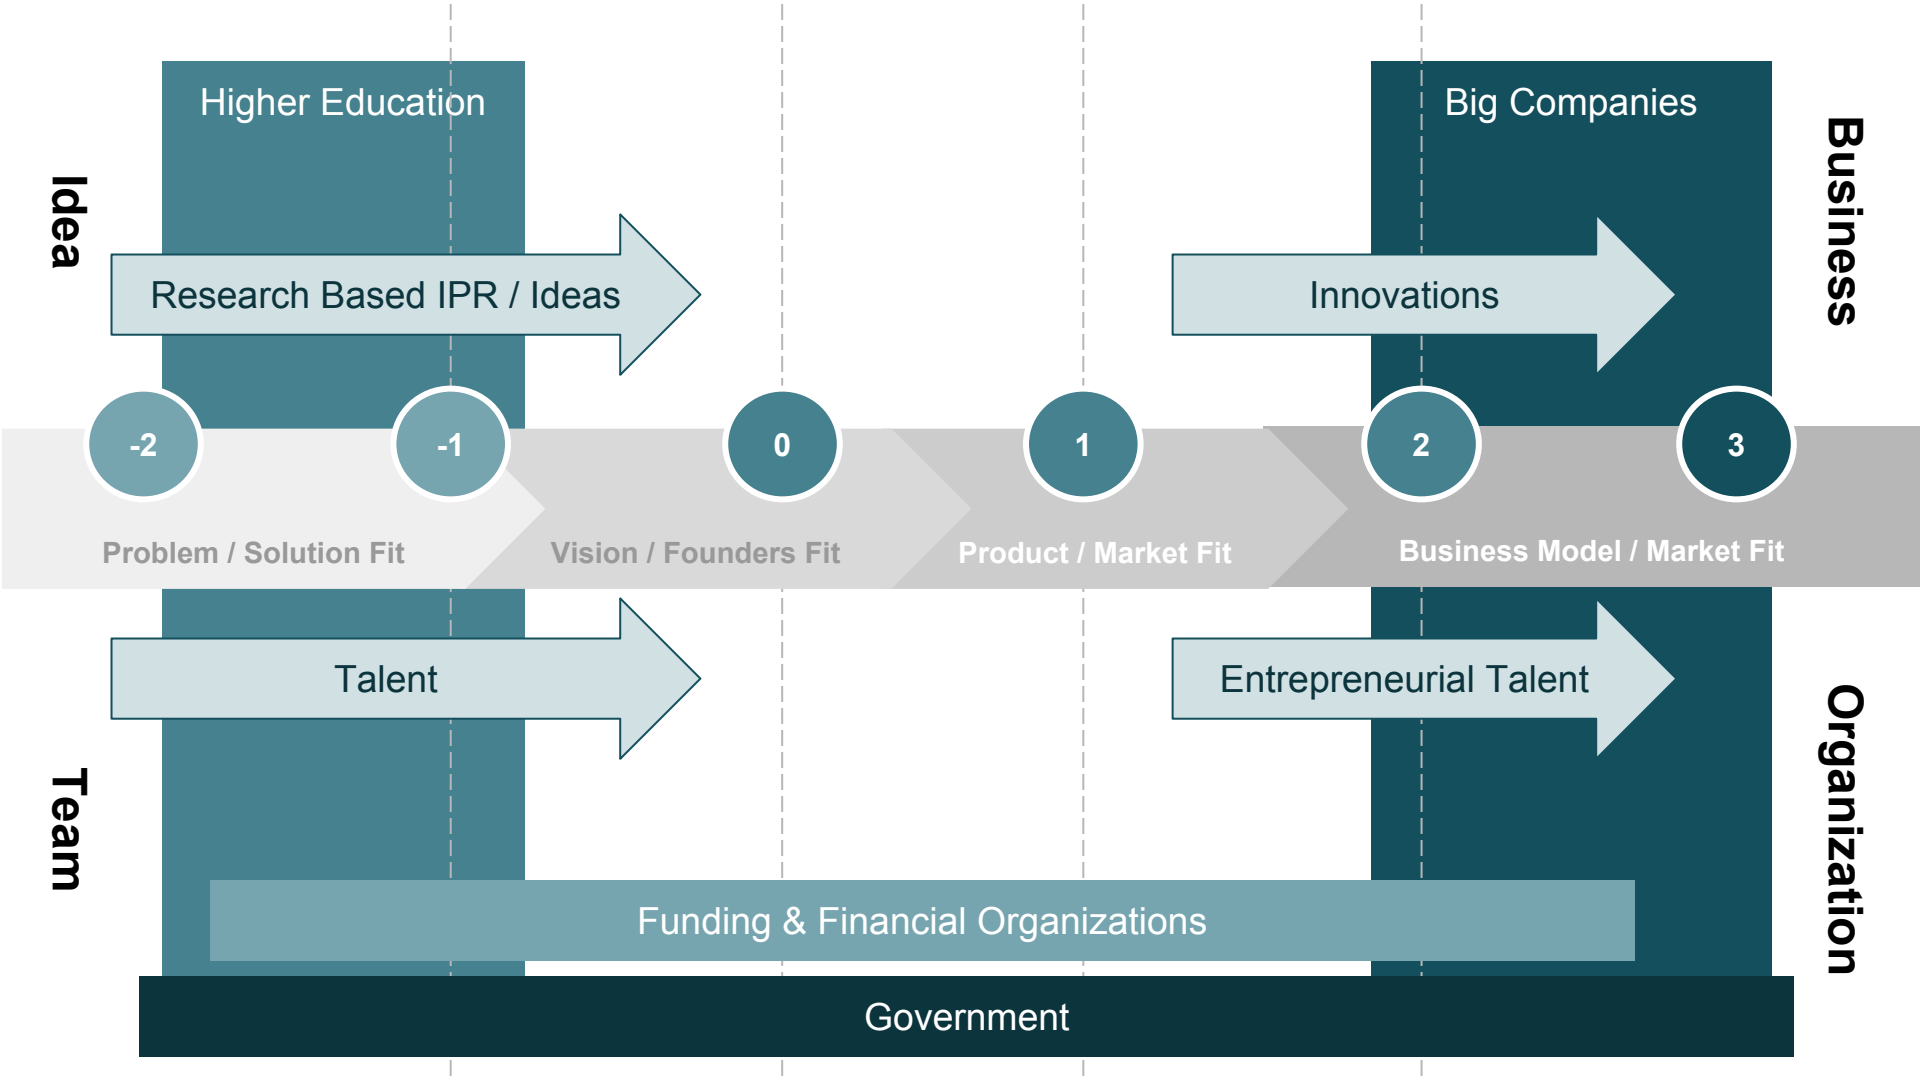 Higher Education
Big Companies
Idea
Business
Research Based IPR / Ideas
Innovations
-2
-1
0
1
2
3
Problem / Solution Fit
Vision / Founders Fit
Product / Market Fit
Business Model / Market Fit
Talent
Entrepreneurial Talent
Team
Organization
Funding & Financial Organizations
Government